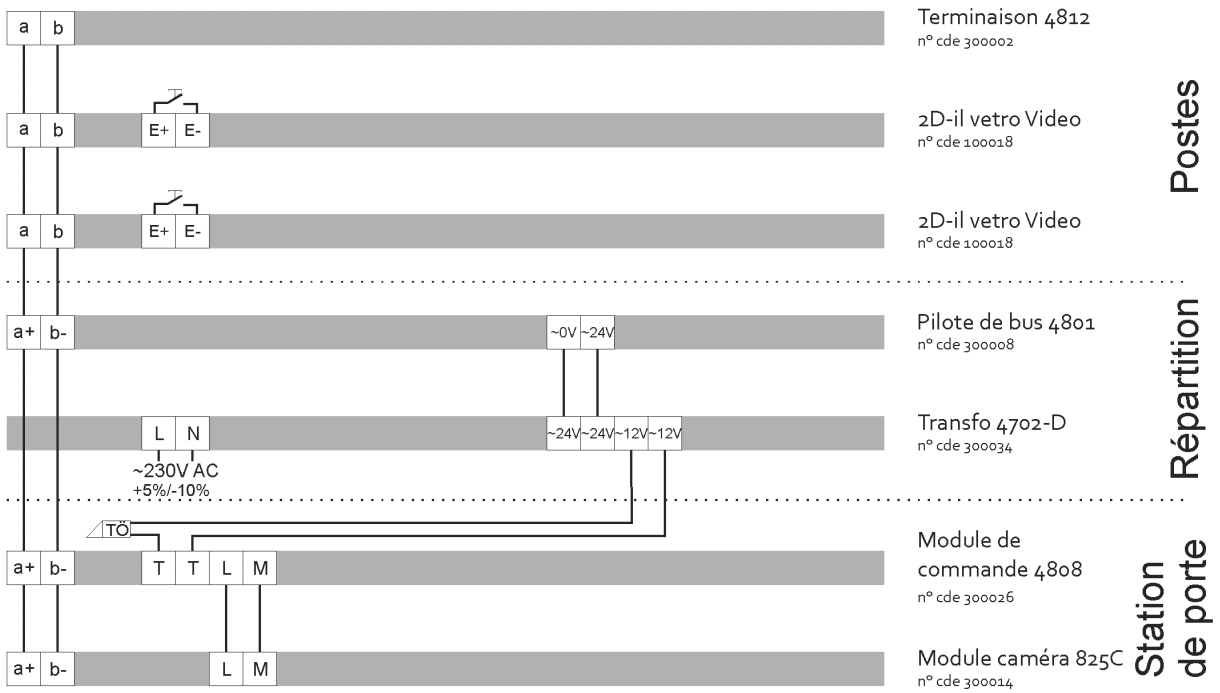 a b
Terminaison 4812
n° cde 300002
a b E+ E-
2D-il vetro Video
n° cde 100018
a b E+ E-
2D-il vetro Video
n° cde 100018
Postes
a+ b- ~0V ~24V
Pilote de bus 4801
n° cde 300008
L N ~24V ~24V ~12V ~12V
Transfo 4702-D
n° cde 300034
~230V AC
+5%/-10%
Répartition
TÖ
a+ b- T T L M
Module de
commande 4808
n° cde 300026
a+ b- L M
Module caméra 825C
n° cde 300014
Station
de porte